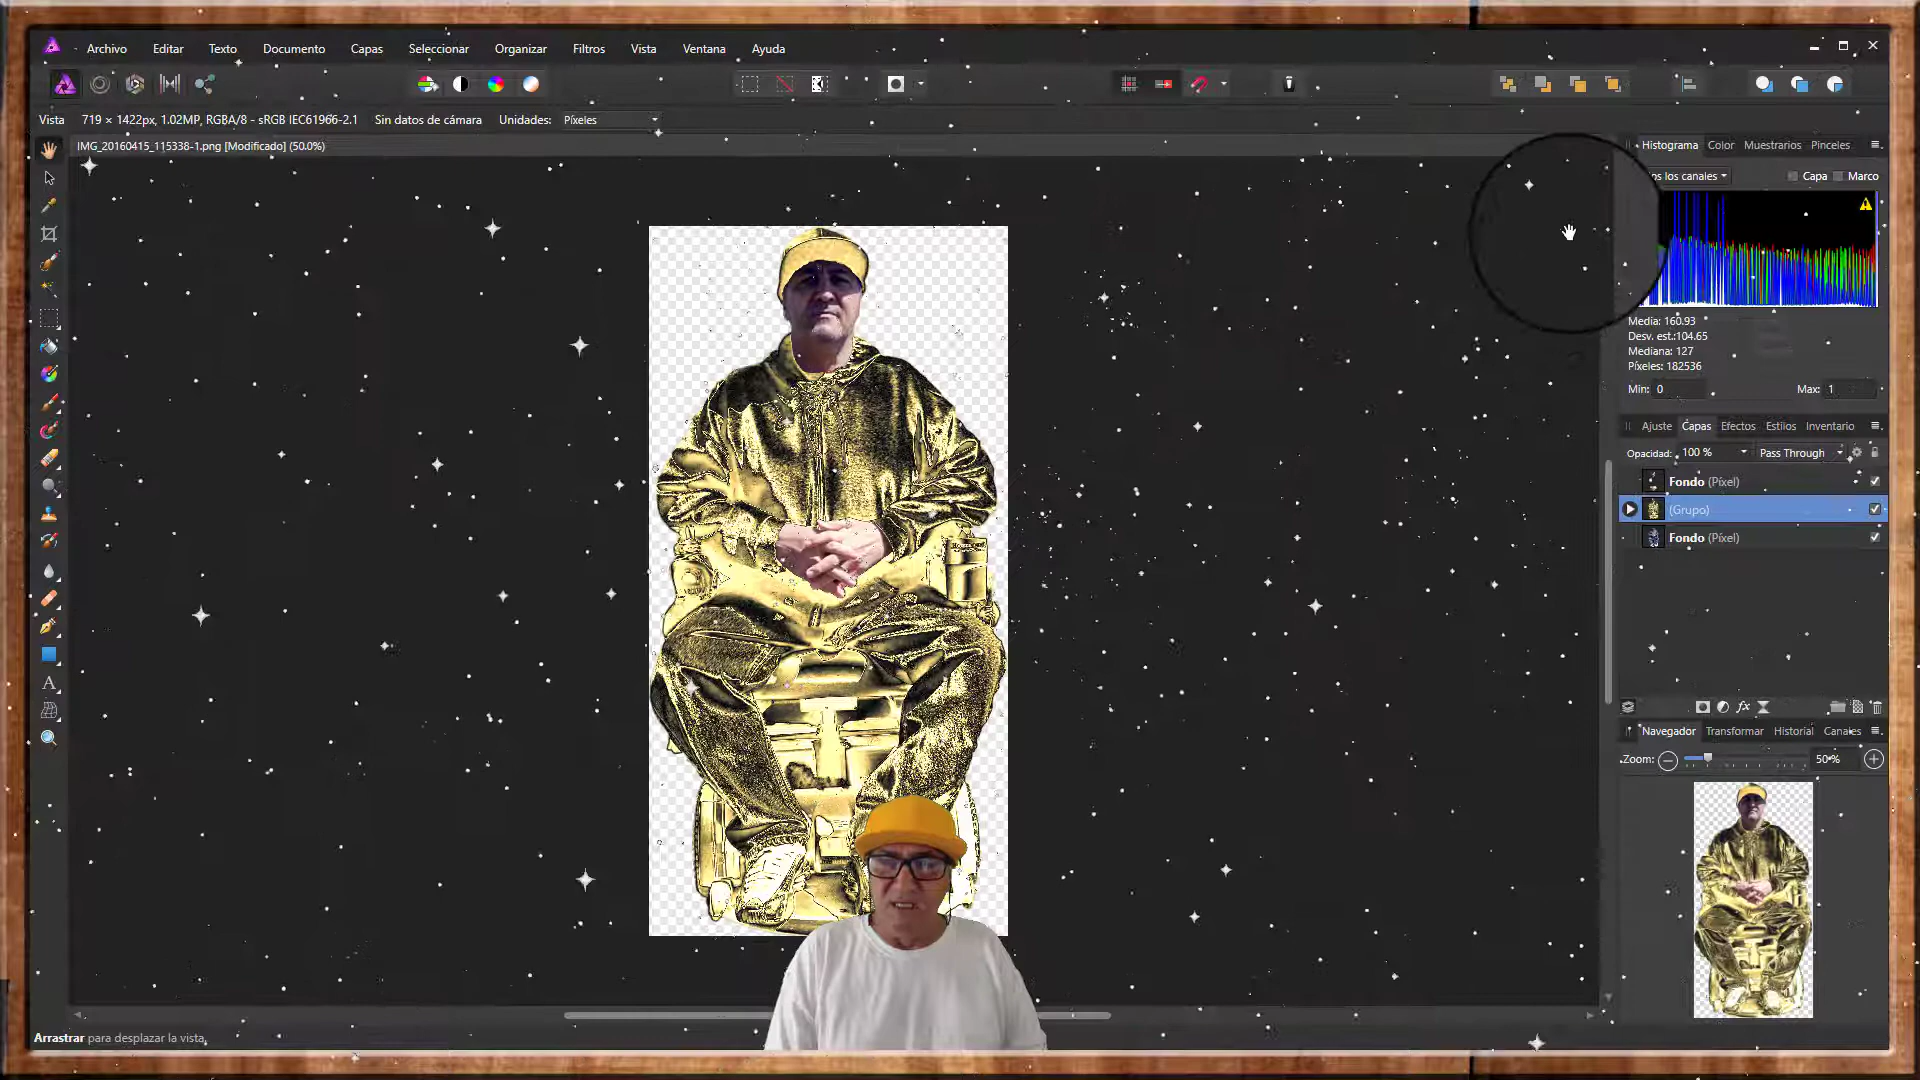 Archivo Editar Texto Documento Capas Seleccionar Organizar Filtros Vista Ventana Ayuda
Vista 719 × 1422px, 1.02MP, RGBA/8 - sRGB IEC61966-2.1 Sin datos de cámara Unidades: Píxeles
IMG_20160415_115338-1.png [Modificado] (50.0%)
Histograma Color Muestrarios Pinceles
os los canales Capa Marco
Media: 160.93
Desv. est.:104.65
Mediana: 127
Píxeles: 182536
Min: 0 Max: 1
Ajuste Capas Efectos Estilos Inventario
Opacidad: 100 % Pass Through
Fondo (Píxel)
(Grupo)
Fondo (Píxel)
fx
Navegador Transformar Historial Canales
Zoom: 50 %
A
Arrastrar para desplazar la vista.